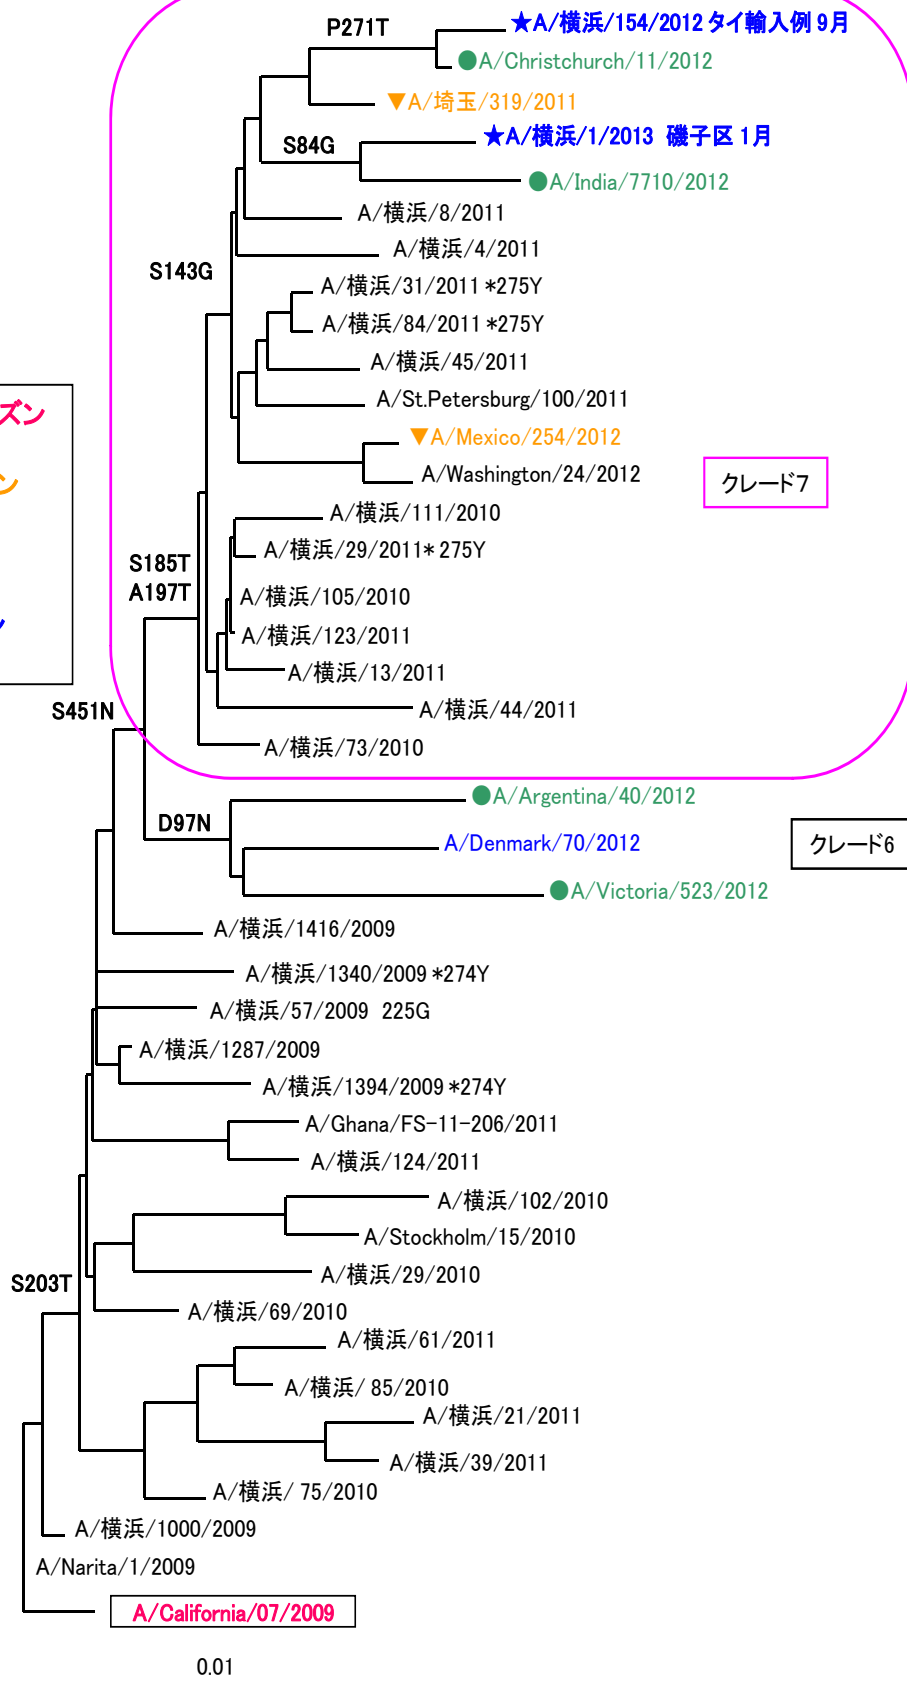 P271T
★A/横浜/154/2012 タイ輸入例 9月
●A/Christchurch/11/2012
▼A/埼玉/319/2011
S84G
★A/横浜/1/2013 磯子区 1月
●A/India/7710/2012
A/横浜/8/2011
A/横浜/4/2011
S143G
A/横浜/31/2011 *275Y
A/横浜/84/2011 *275Y
A/横浜/45/2011
A/St.Petersburg/100/2011
ズン
▼A/Mexico/254/2012
A/Washington/24/2012
クレード7
ン
A/横浜/111/2010
A/横浜/29/2011* 275Y
S185T
A197T
A/横浜/105/2010
A/横浜/123/2011
A/横浜/13/2011
A/横浜/44/2011
S451N
A/横浜/73/2010
●A/Argentina/40/2012
D97N
A/Denmark/70/2012
クレード6
●A/Victoria/523/2012
A/横浜/1416/2009
A/横浜/1340/2009 *274Y
A/横浜/57/2009 225G
A/横浜/1287/2009
A/横浜/1394/2009 *274Y
A/Ghana/FS-11-206/2011
A/横浜/124/2011
A/横浜/102/2010
A/Stockholm/15/2010
A/横浜/29/2010
S203T
A/横浜/69/2010
A/横浜/61/2011
A/横浜/ 85/2010
A/横浜/21/2011
A/横浜/39/2011
A/横浜/ 75/2010
A/横浜/1000/2009
A/Narita/1/2009
A/California/07/2009
0.01